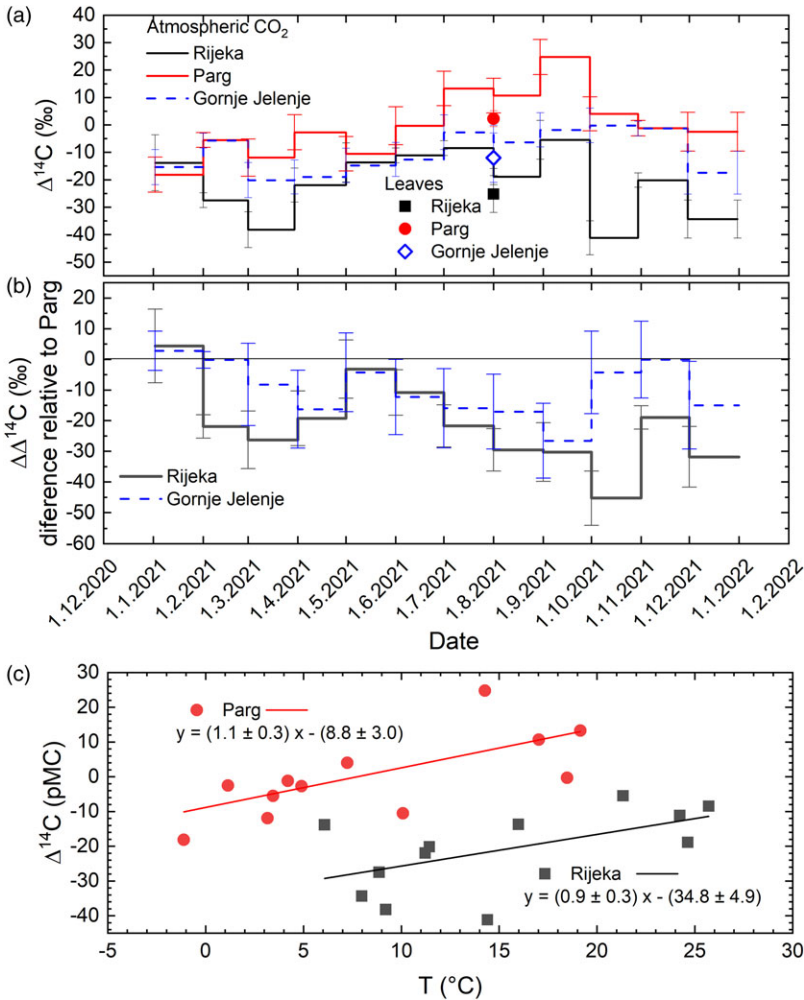 (a)
Atmospheric CO₂
Rijeka
Parg
Gornje Jelenje
Δ¹⁴C (‰)
50
40
30
20
10
0
-10
-20
-30
-40
-50
Leaves
Rijeka
Parg
Gornje Jelenje
(b)
ΔΔ¹⁴C (‰)
diference relative to Parg
20
10
0
-10
-20
-30
-40
-50
-60
Rijeka
Gornje Jelenje
1.12.2020
1.1.2021
1.2.2021
1.3.2021
1.4.2021
1.5.2021
1.6.2021
1.7.2021
1.8.2021
1.9.2021
1.10.2021
1.11.2021
1.12.2021
1.1.2022
1.2.2022
Date
(c)
Δ¹⁴C (pMC)
30
20
10
0
-10
-20
-30
-40
Parg
y = (1.1 ± 0.3) x - (8.8 ± 3.0)
Rijeka
y = (0.9 ± 0.3) x - (34.8 ± 4.9)
-5
0
5
10
15
20
25
30
T (°C)